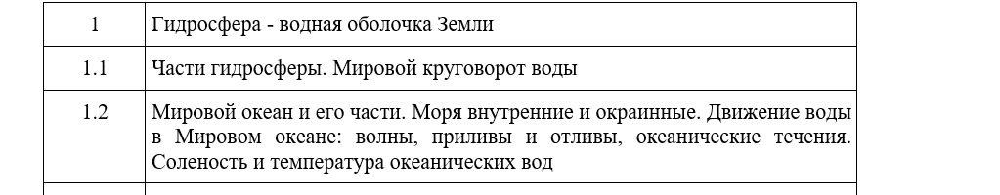 1 Гидросфера - водная оболочка Земли
1.1 Части гидросферы. Мировой круговорот воды
1.2 Мировой океан и его части. Моря внутренние и окраинные. Движение воды
в Мировом океане: волны, приливы и отливы, океанические течения.
Соленость и температура океанических вод